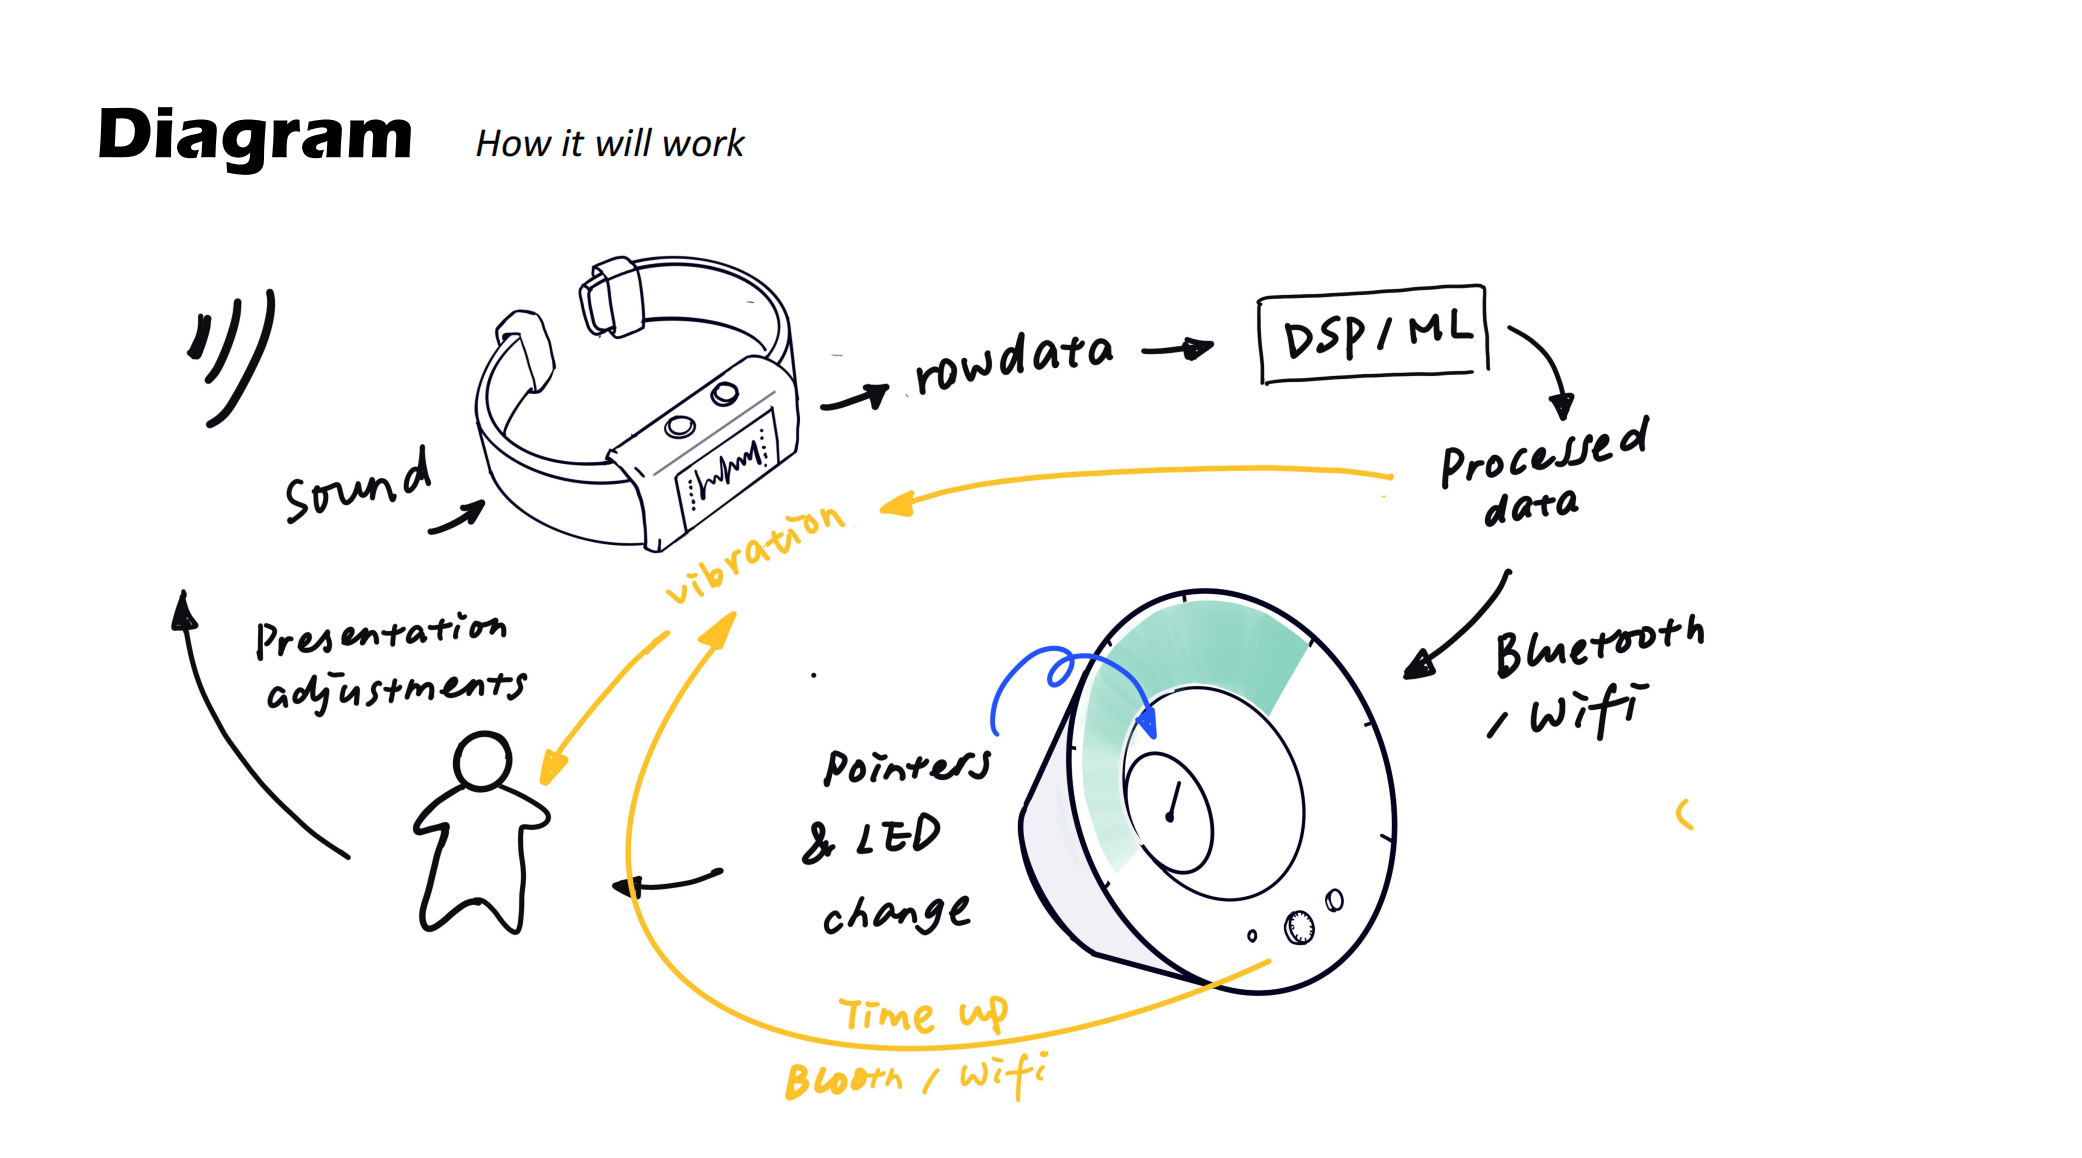 Diagram
How it will work
Sound
rowdata
DSP/ML
Processed
data
vibration
Presentation
adjustments
Bluetooth
/ Wifi
Pointers
& LED
change
Time up
Blooth / Wifi